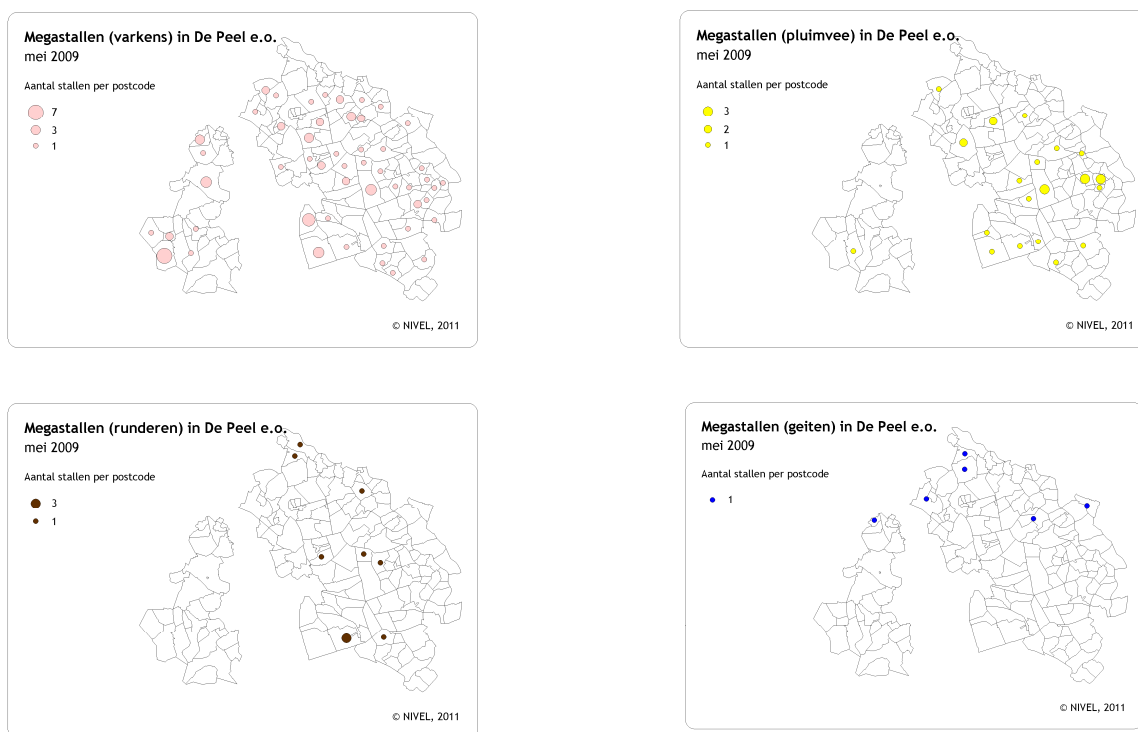 Megastallen (varkens) in De Peel e.o.
mei 2009
Aantal stallen per postcode
7
3
1
© NIVEL, 2011
Megastallen (pluimvee) in De Peel e.o.
mei 2009
Aantal stallen per postcode
3
2
1
© NIVEL, 2011
Megastallen (runderen) in De Peel e.o.
mei 2009
Aantal stallen per postcode
3
1
© NIVEL, 2011
Megastallen (geiten) in De Peel e.o.
mei 2009
Aantal stallen per postcode
1
© NIVEL, 2011